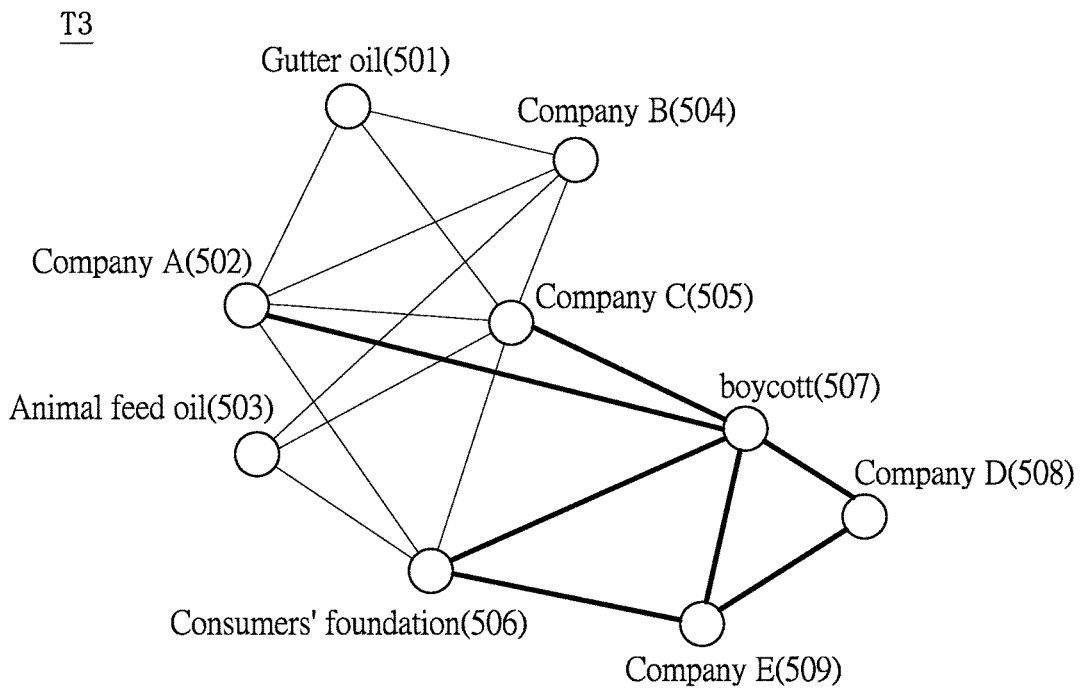 T3
Gutter oil(501)
Company B(504)
Company A(502)
Company C(505)
boycott(507)
Animal feed oil(503)
Company D(508)
Consumers' foundation(506)
Company E(509)